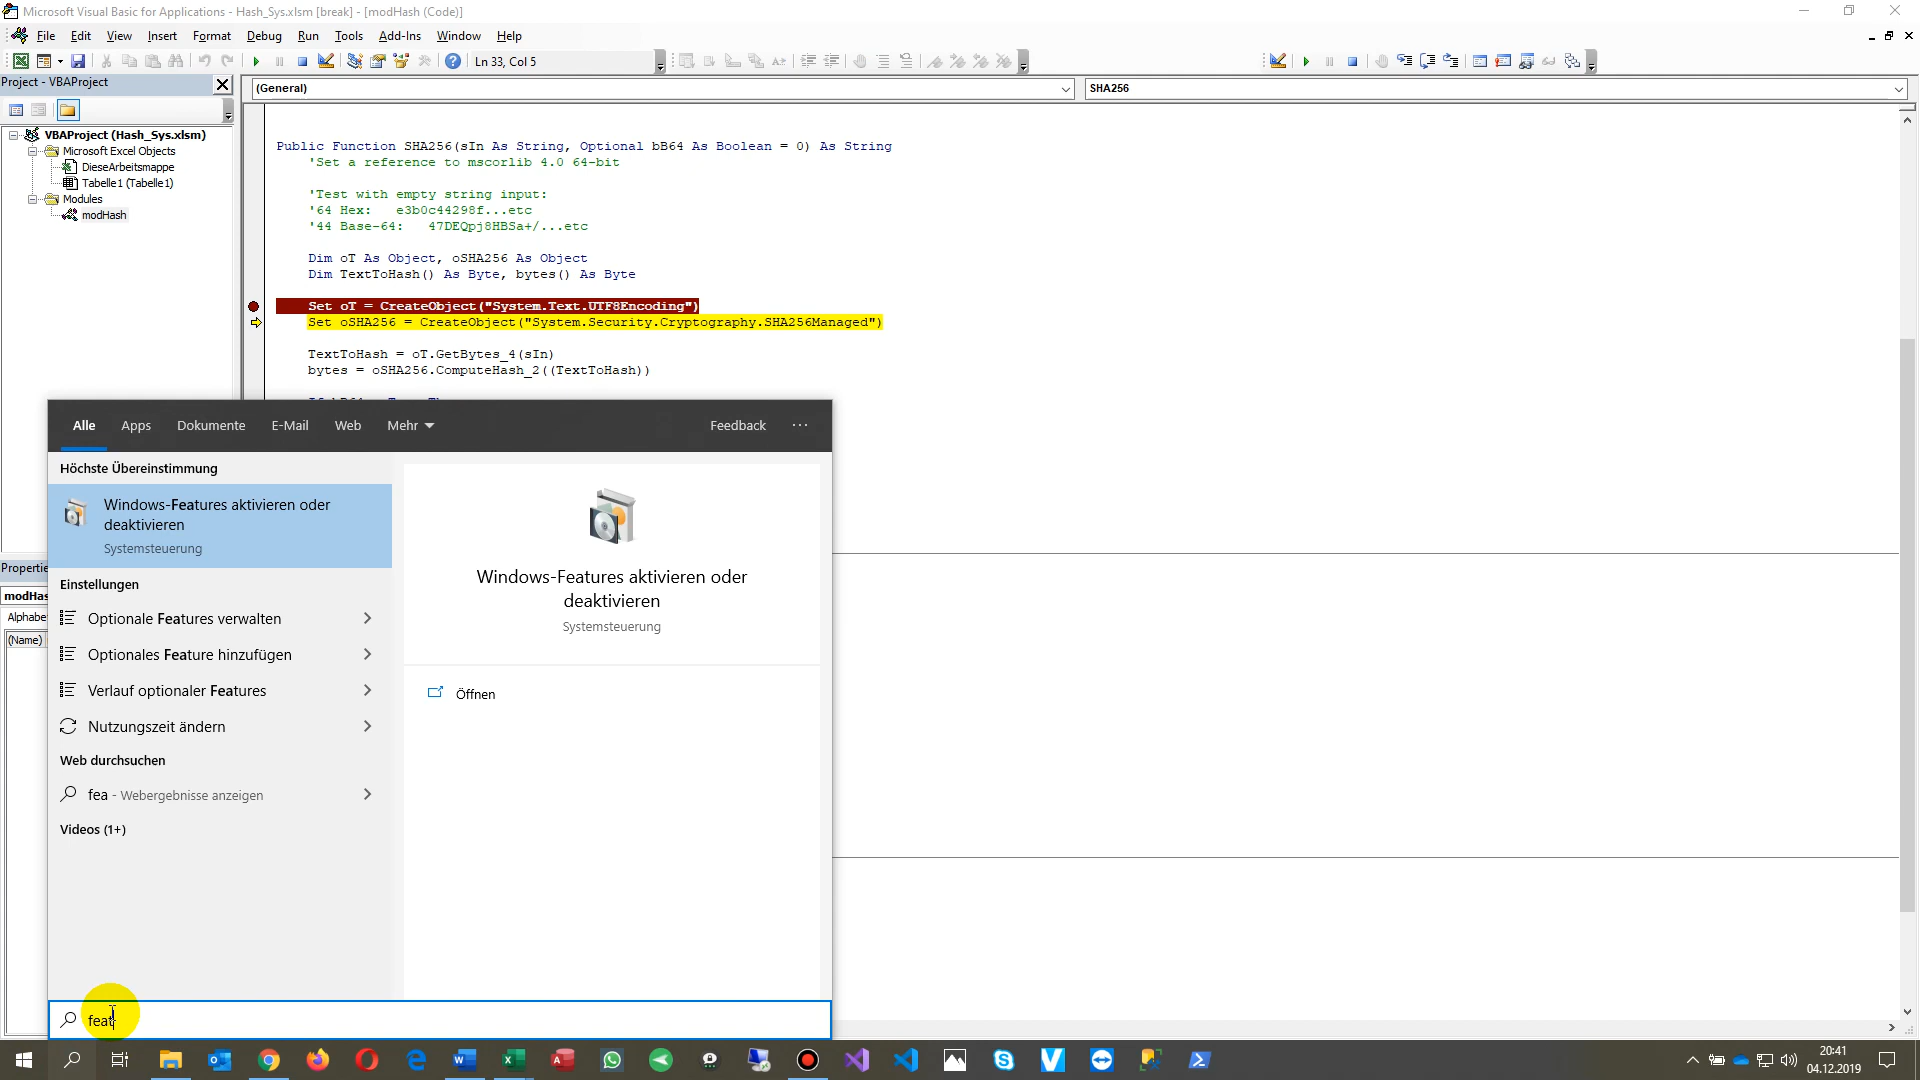 Microsoft Visual Basic for Applications - Hash_Sys.xlsm [break] - [modHash (Code)]
File Edit View Insert Format Debug Run Tools Add-Ins Window Help
Ln 33, Col 5
Project - VBAProject
(General)
SHA256
VBAProject (Hash_Sys.xlsm)
Microsoft Excel Objects
DieseArbeitsmappe
Tabelle1 (Tabelle1)
Modules
modHash
Public Function SHA256(sIn As String, Optional bB64 As Boolean = 0) As String
'Set a reference to mscorlib 4.0 64-bit
'Test with empty string input:
'64 Hex:   e3b0c44298f...etc
'44 Base-64:   47DEQpj8HBSa+/...etc
Dim oT As Object, oSHA256 As Object
Dim TextToHash() As Byte, bytes() As Byte
Set oT = CreateObject("System.Text.UTF8Encoding")
Set oSHA256 = CreateObject("System.Security.Cryptography.SHA256Managed")
TextToHash = oT.GetBytes_4(sIn)
bytes = oSHA256.ComputeHash_2((TextToHash))
Propertie
modHas
Alphabe
(Name)
Alle Apps Dokumente E-Mail Web Mehr Feedback ...
Höchste Übereinstimmung
Windows-Features aktivieren oder
deaktivieren
Systemsteuerung
Einstellungen
Optionale Features verwalten
Optionales Feature hinzufügen
Verlauf optionaler Features
Nutzungszeit ändern
Web durchsuchen
fea - Webergebnisse anzeigen
Videos (1+)
Windows-Features aktivieren oder
deaktivieren
Systemsteuerung
Öffnen
feat
20:41
04.12.2019